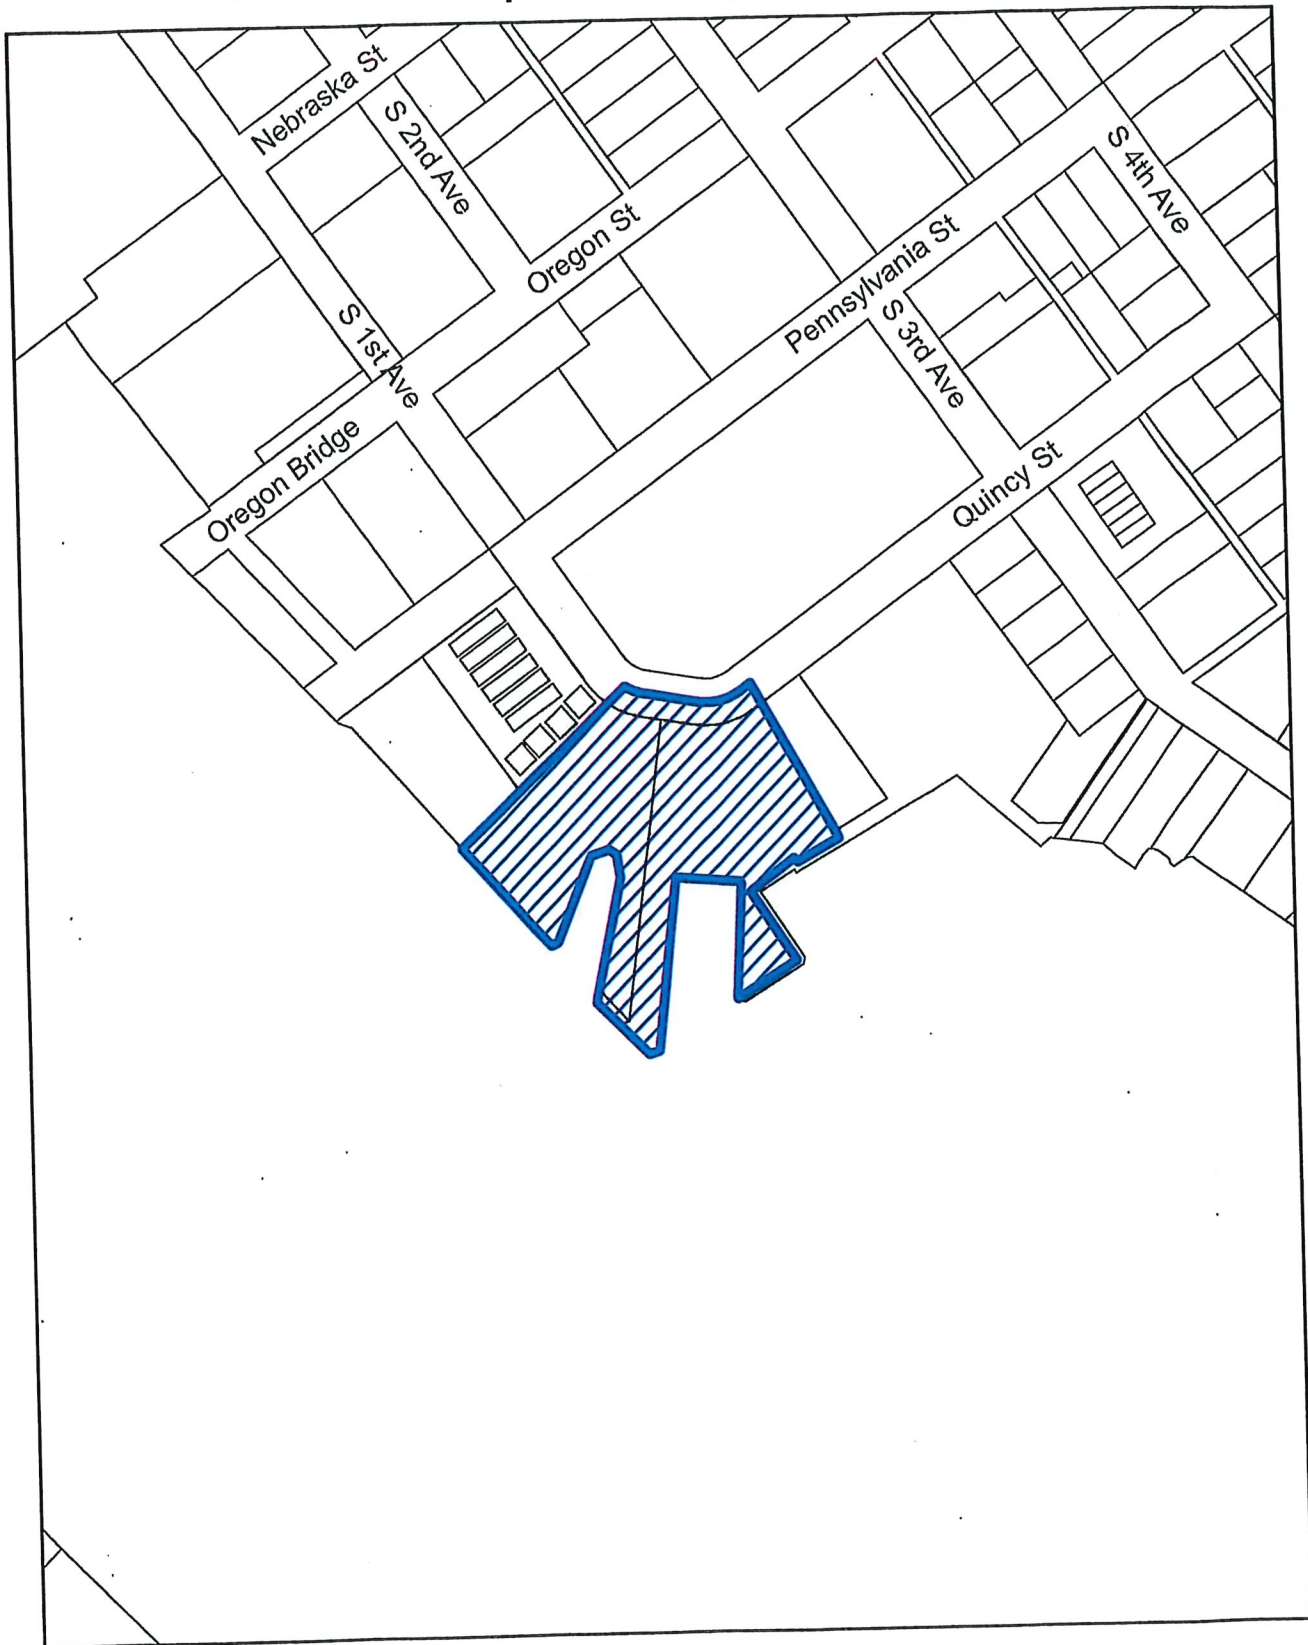 Nebraska St
S 2nd Ave
S 4th Ave
Oregon St
Pennsylvania St
S 1st Ave
S 3rd Ave
Oregon Bridge
Quincy St